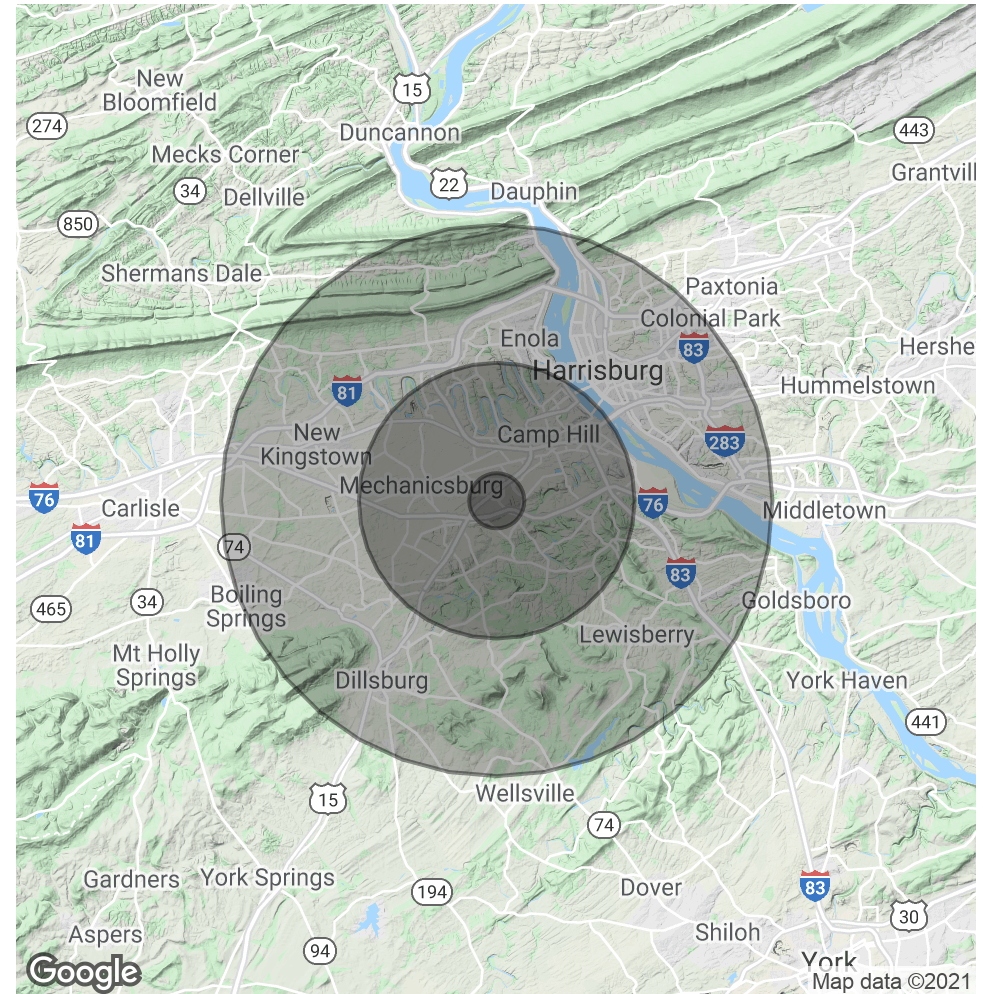 New
Bloomfield
15
274
Duncannon
443
Mecks Corner
Grantvill
34
22
Dauphin
Dellville
850
Shermans Dale
Paxtonia
Colonial Park
Enola
83
Hershe
Harrisburg
Hummelstown
81
New
Kingstown
Camp Hill
283
Mechanicsburg
76
Carlisle
76
Middletown
81
74
83
Boiling
Springs
465
34
Goldsboro
Lewisberry
Mt Holly
Springs
Dillsburg
York Haven
441
Wellsville
15
74
Gardners
York Springs
194
Dover
83
30
Aspers
94
Shiloh
York
Google
Map data ©2021